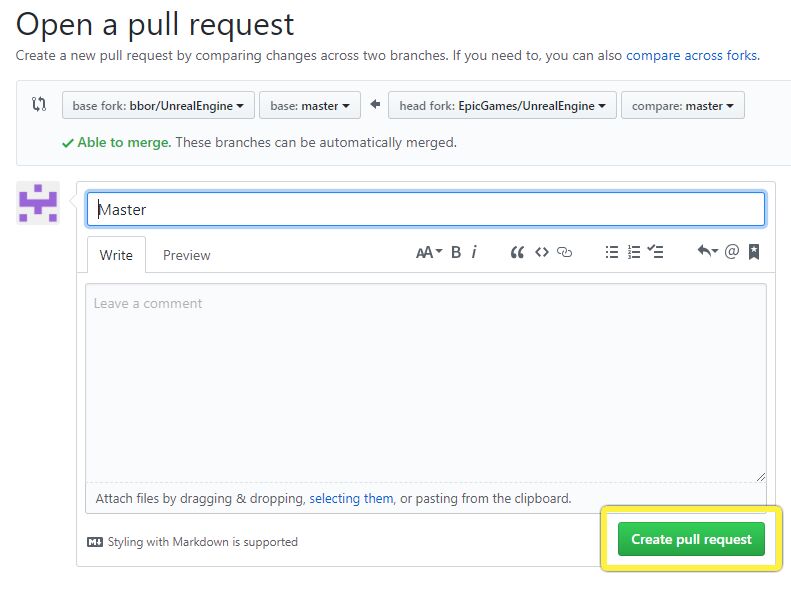 Open a pull request
Create a new pull request by comparing changes across two branches. If you need to, you can also compare across forks.
base fork: bbor/UnrealEngine base: master head fork: EpicGames/UnrealEngine compare: master
Able to merge. These branches can be automatically merged.
Master
Write Preview AA B i @
Leave a comment
Attach files by dragging & dropping, selecting them, or pasting from the clipboard.
Styling with Markdown is supported
Create pull request